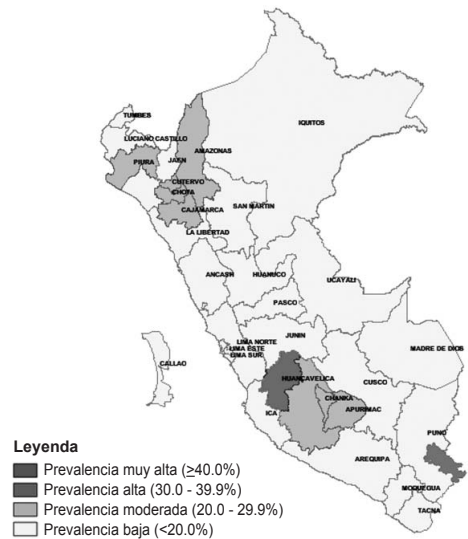 TUMBES
LUCIANO CASTILLO
IQUITOS
PIURA
JAÉN
AMAZONAS
CUTERVO
CHOTA
CAJAMARCA
SAN MARTIN
LA LIBERTAD
ANCASH
HUANUCO
UCAYALI
PASCO
LIMA NORTE
LIMA ESTE
LIMA SUR
JUNIN
CALLAO
MADRE DE DIOS
HUANCAVELICA
CUSCO
CHANKA
APURIMAC
ICA
PUNO
AREQUIPA
MOQUEGUA
TACNA
Leyenda
Prevalencia muy alta (≥40.0%)
Prevalencia alta (30.0 - 39.9%)
Prevalencia moderada (20.0 - 29.9%)
Prevalencia baja (<20.0%)